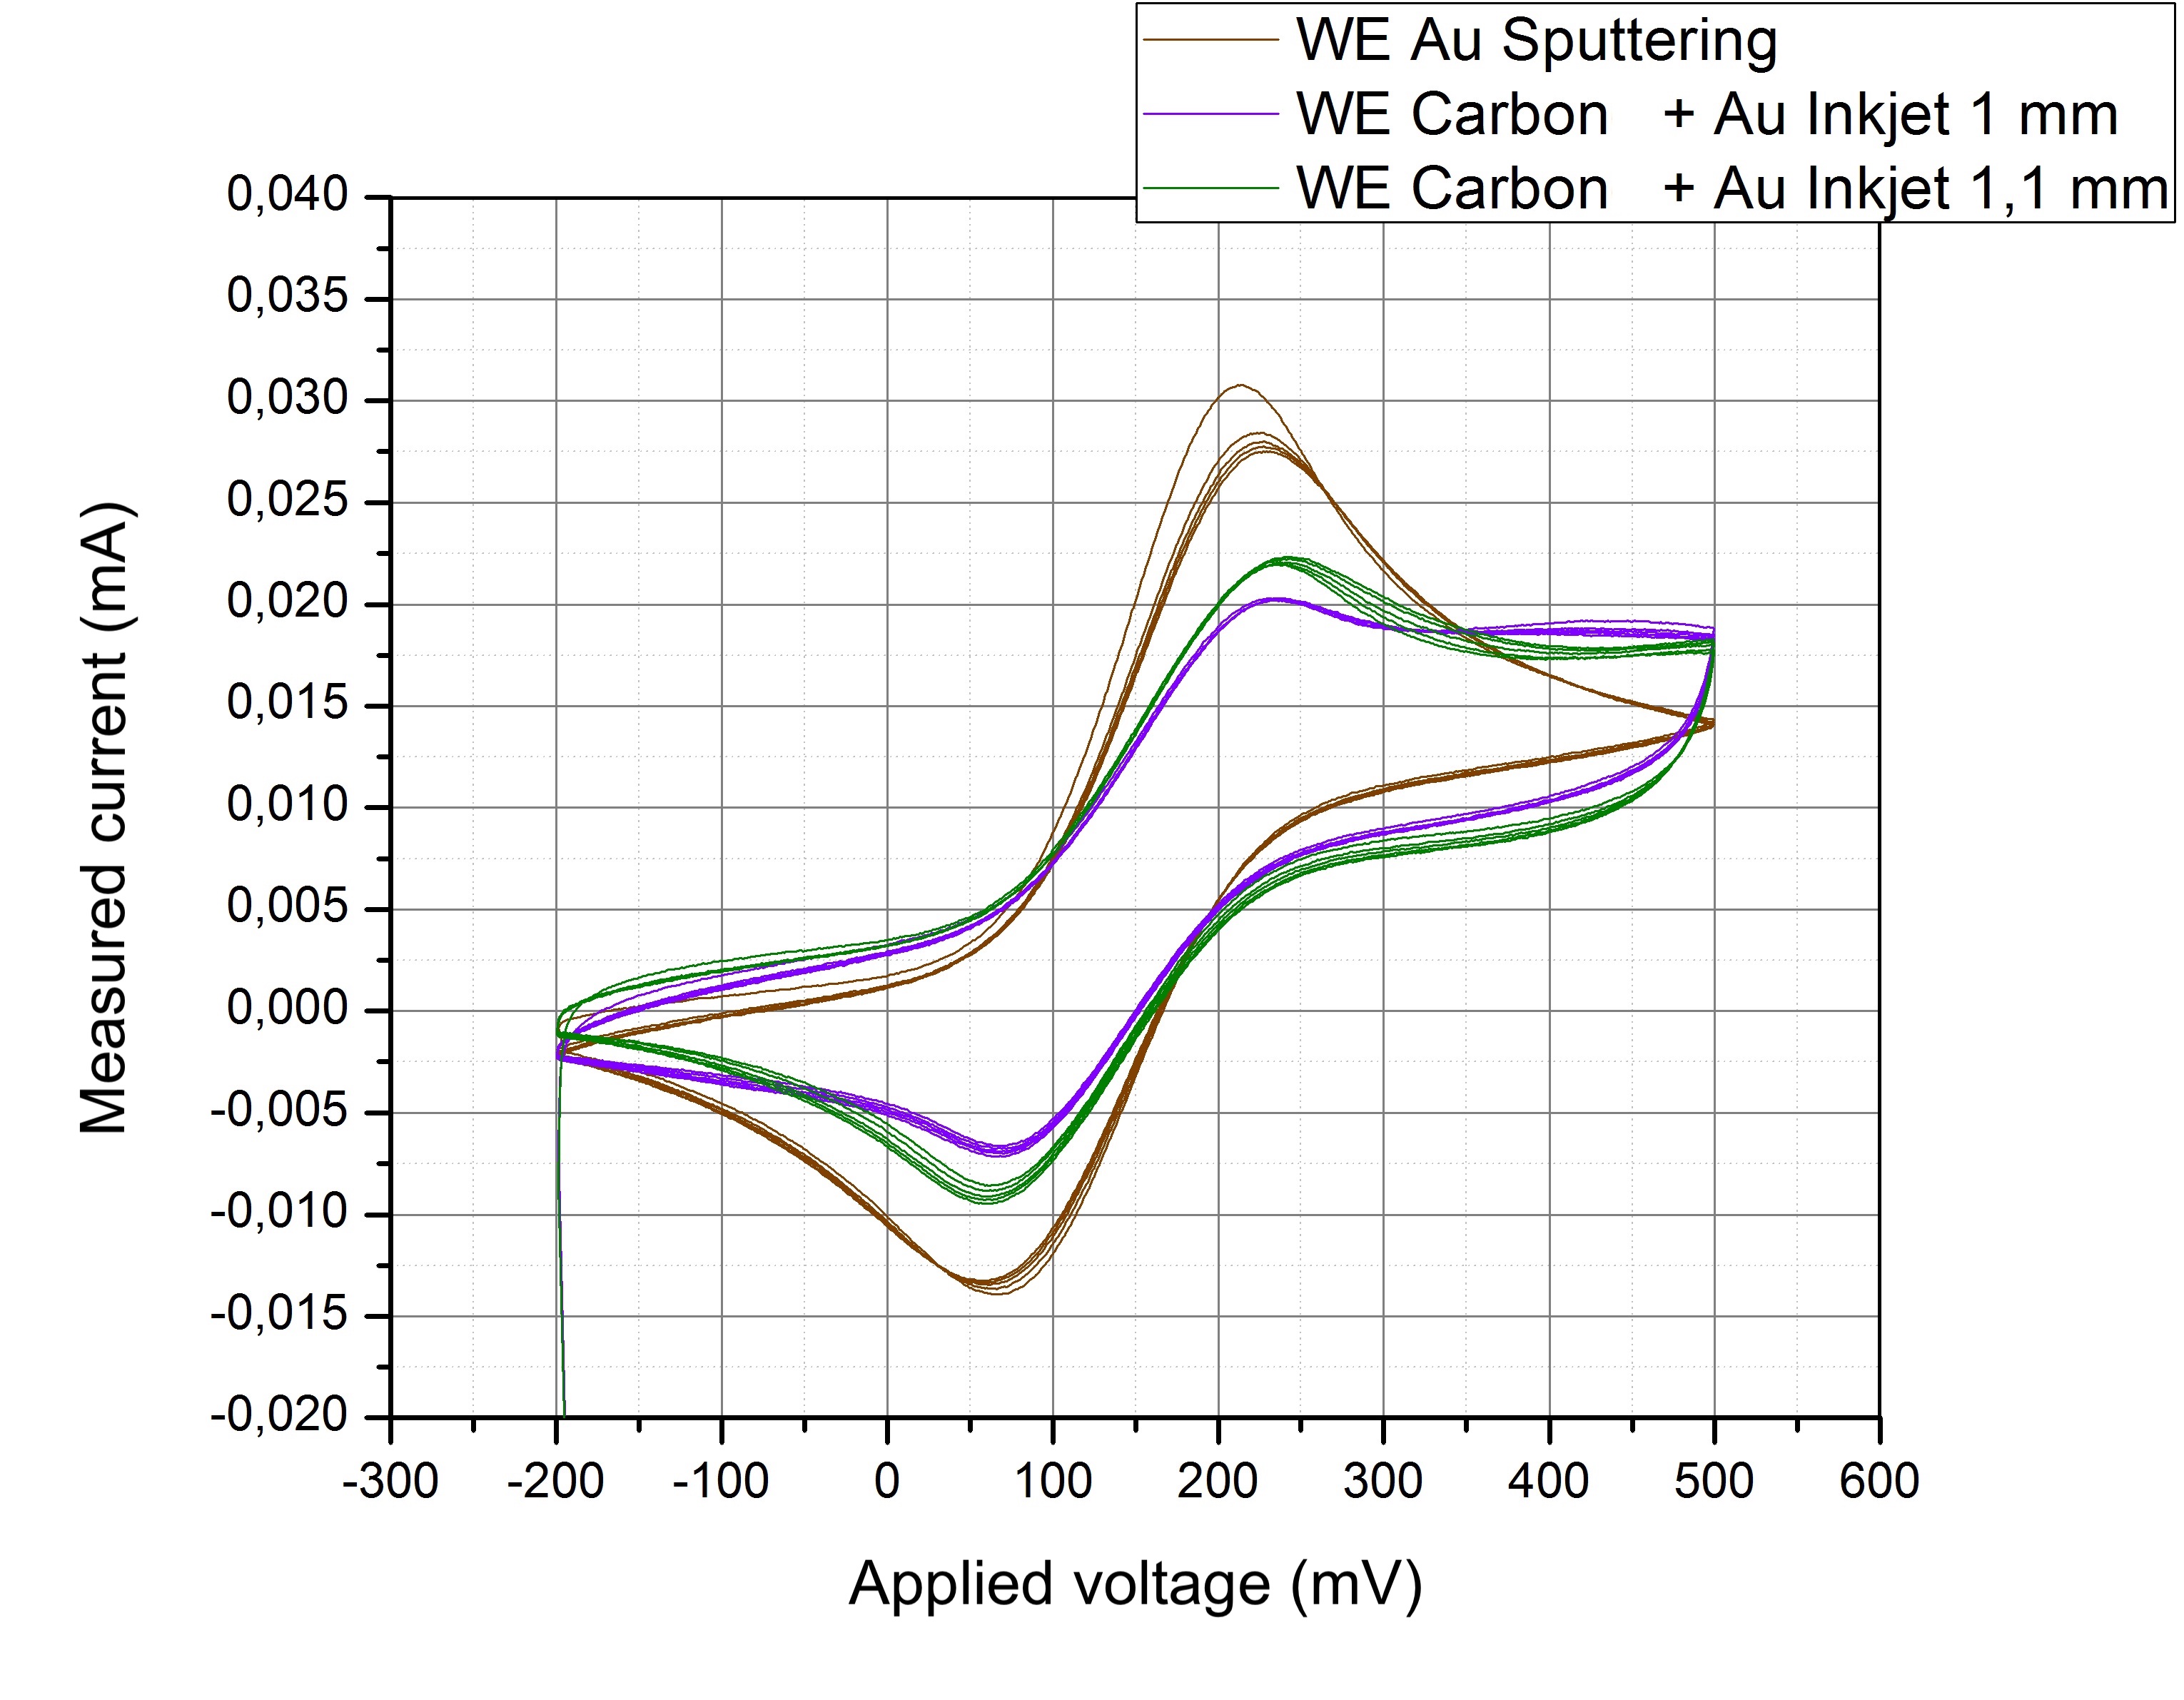 WE Au Sputtering
WE Carbon + Au Inkjet 1 mm
WE Carbon + Au Inkjet 1,1 mm
0,040
0,035
0,030
0,025
0,020
0,015
0,010
0,005
0,000
-0,005
-0,010
-0,015
-0,020
Measured current (mA)
-300 -200 -100 0 100 200 300 400 500 600
Applied voltage (mV)